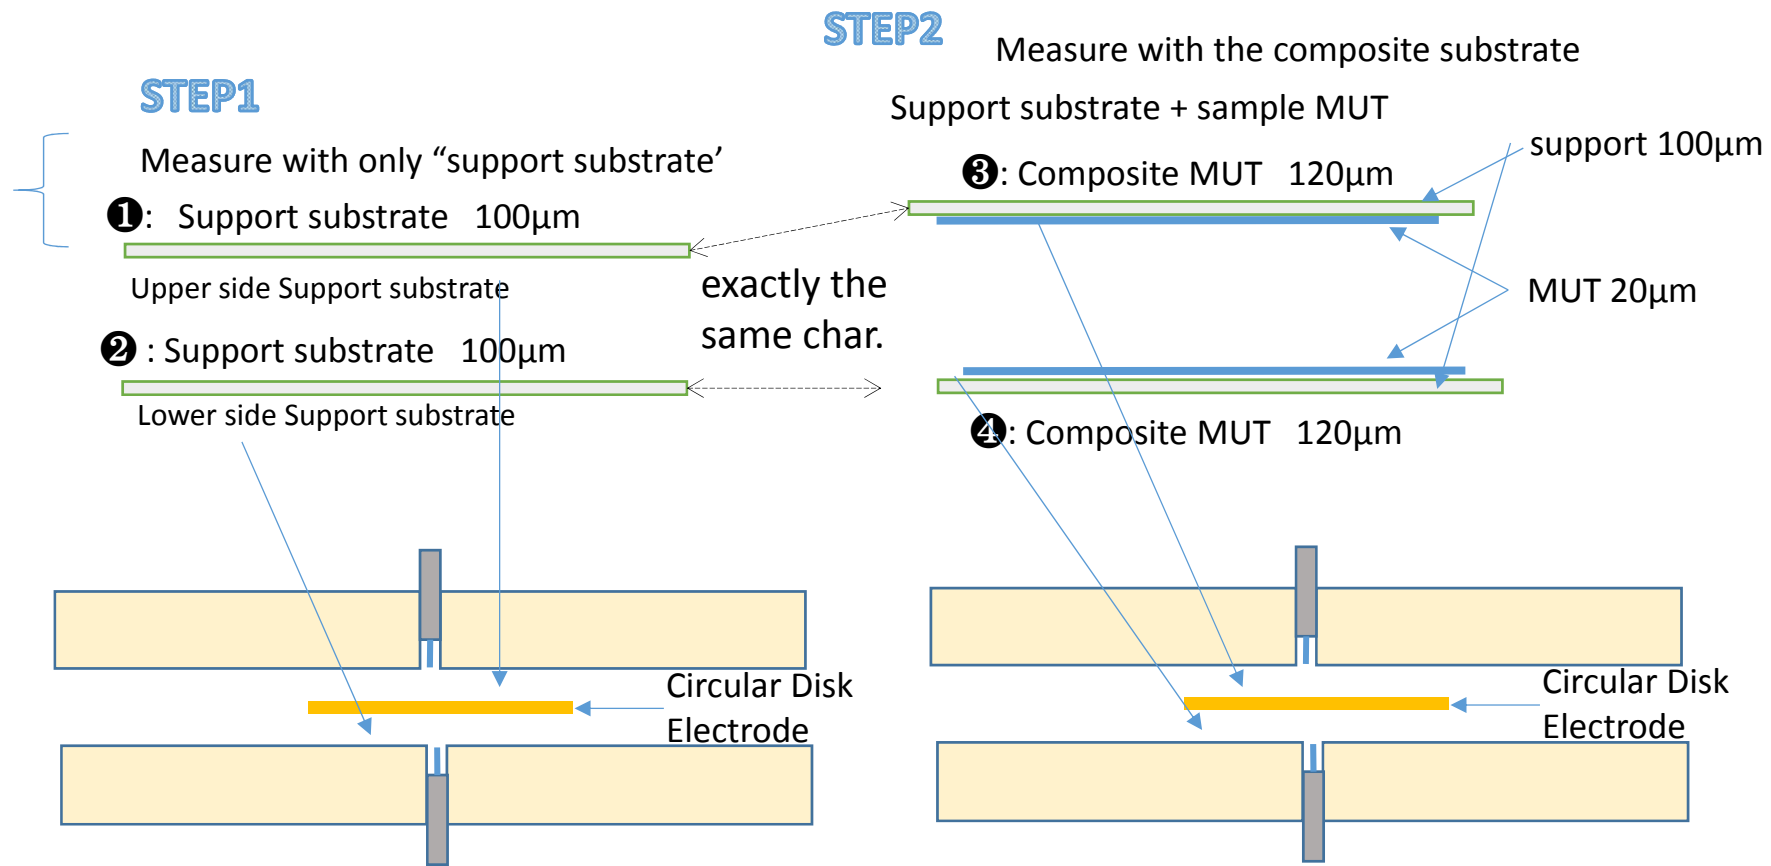 STEP1
Measure with only “support substrate’
❶: Support substrate 100μm
Upper side Support substrate
❷ : Support substrate 100μm
Lower side Support substrate
exactly the
same char.
Circular Disk
Electrode
STEP2
Measure with the composite substrate
Support substrate + sample MUT
❸: Composite MUT 120μm
support 100μm
MUT 20μm
❹: Composite MUT 120μm
Circular Disk
Electrode